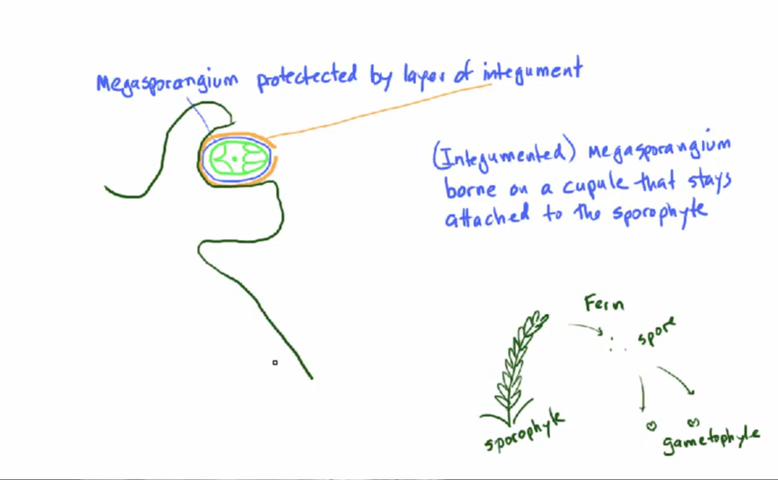 Megasporangium protectected by layer of integument
(Integumented) Megasporangium
borne on a cupule that stays
attached to the sporophyte
Fern
spore
sporophyte
gametophyte